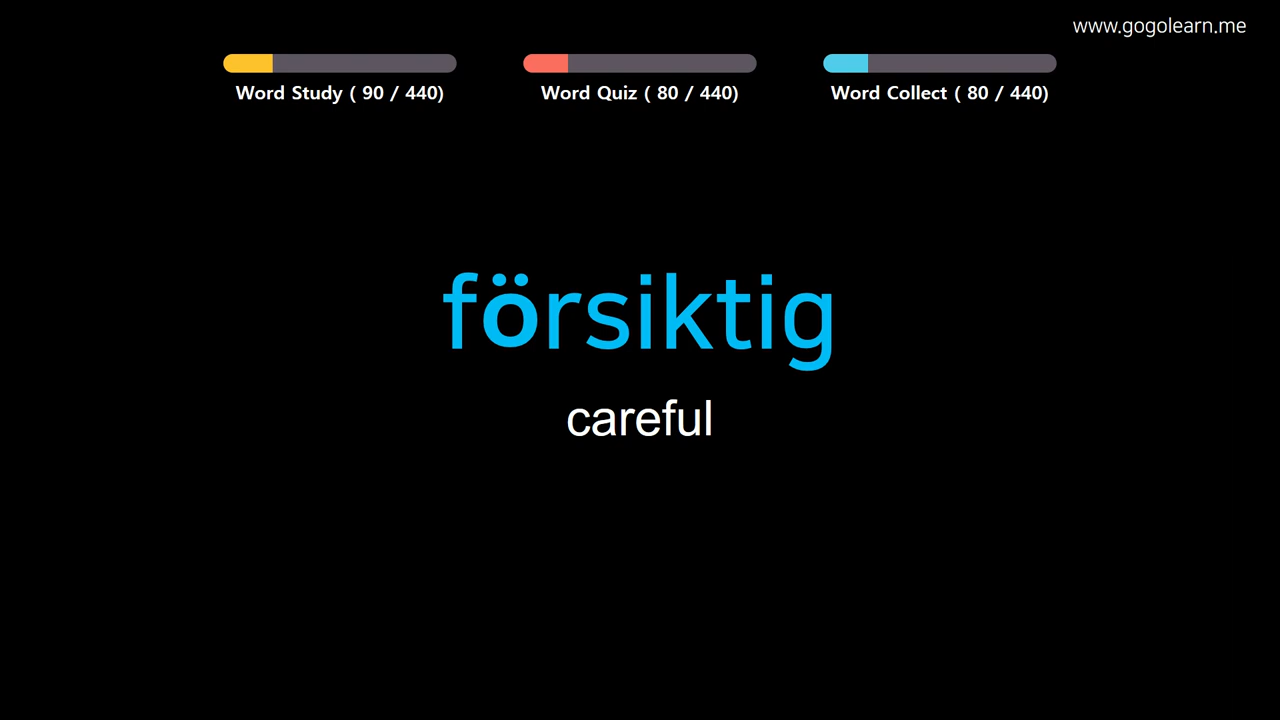 www.gogolearn.me
Word Study ( 90 / 440)
Word Quiz ( 80 / 440)
Word Collect ( 80 / 440)
försiktig
careful